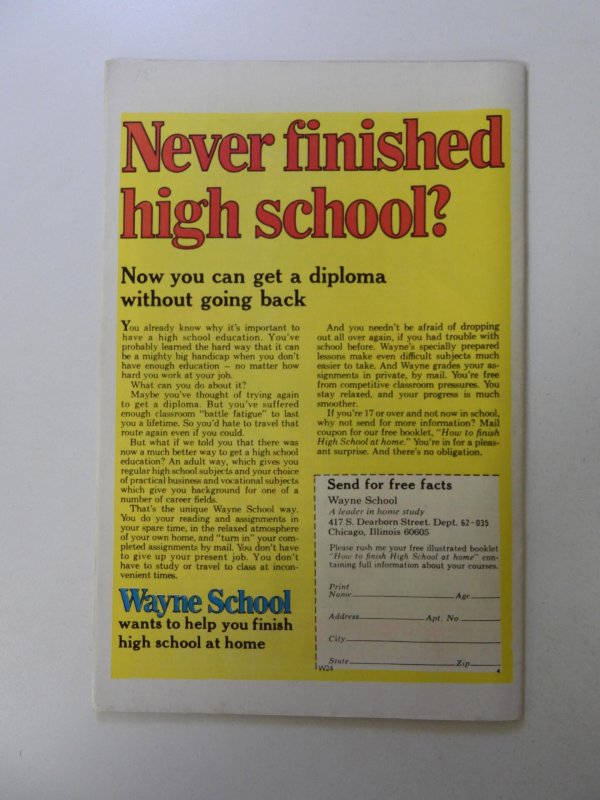 Never finished
high school?
Now you can get a diploma
without going back
You already know why it's important to
have a high school education. You've
probably learned the hard way that it can
be a mighty big handicap when you don't
have enough education – no matter how
hard you work at your job.
What can you do about it?
Maybe you've thought of trying again
to get a diploma. But you've suffered
enough classroom "battle fatigue" to last
you a lifetime. So you'd hate to travel that
route again even if you could.
But what if we told you that there was
now a much better way to get a high school
education? An adult way, which gives you
regular high school subjects and your choice
of practical business and vocational subjects
which give you background for one of a
number of career fields.
That's the unique Wayne School way.
You do your reading and assignments in
your spare time, in the relaxed atmosphere
of your own home, and "turn in" your com-
pleted assignments by mail. You don't have
to give up your present job. You don't
have to study or travel to class at incon-
venient times.
Wayne School
wants to help you finish
high school at home
And you needn't be afraid of dropping
out all over again, if you had trouble with
school before. Wayne's specially prepared
lessons make even difficult subjects much
easier to take. And Wayne grades your as-
signments in private, by mail. You're free
from competitive classroom pressures. You
stay relaxed, and your progress is much
smoother.
If you're 17 or over and not now in school,
why not send for more information? Mail
coupon for our free booklet, "How to finish
High School at home." You're in for a pleas-
ant surprise. And there's no obligation.
Send for free facts
Wayne School
A leader in home study
417 S. Dearborn Street. Dept. 62-035
Chicago, Illinois 60605
Please rush me your free illustrated booklet
"How to finish High School at home" con-
taining full information about your courses.
Print
Name Age
Address Apt. No.
City
State Zip
W24